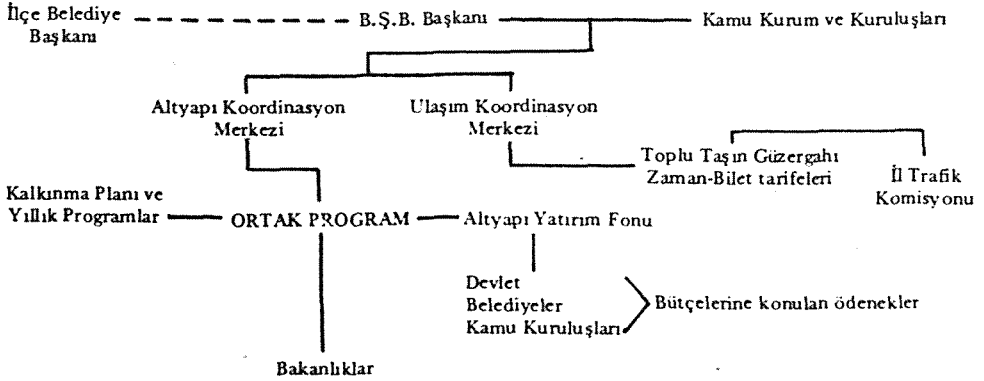 İlçe Belediye
Başkanı
B.Ş.B. Başkanı
Kamu Kurum ve Kuruluşları
Altyapı Koordinasyon
Merkezi
Ulaşım Koordinasyon
Merkezi
Toplu Taşın Güzergahı
Zaman-Bilet tarifeleri
İl Trafik
Komisyonu
Kalkınma Planı ve
Yıllık Programlar
ORTAK PROGRAM
Altyapı Yatırım Fonu
Devlet
Belediyeler
Kamu Kuruluşları
Bütçelerine konulan ödenekler
Bakanlıklar